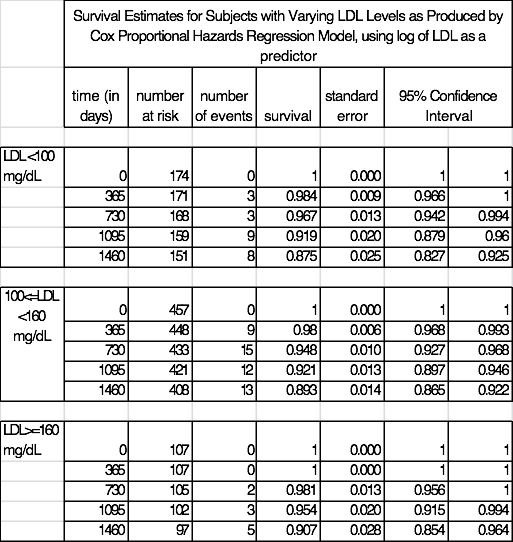 Survival Estimates for Subjects with Varying LDL Levels as Produced by
Cox Proportional Hazards Regression Model, using log of LDL as a
predictor
time (in days) number at risk number of events survival standard error 95% Confidence Interval
LDL<100
mg/dL 0 174 0 1 0.000 1 1
365 171 3 0.984 0.009 0.966 1
730 168 3 0.967 0.013 0.942 0.994
1095 159 9 0.919 0.020 0.879 0.96
1460 151 8 0.875 0.025 0.827 0.925
100<=LDL
<160
mg/dL 0 457 0 1 0.000 1 1
365 448 9 0.98 0.006 0.968 0.993
730 433 15 0.948 0.010 0.927 0.968
1095 421 12 0.921 0.013 0.897 0.946
1460 408 13 0.893 0.014 0.865 0.922
LDL>=160
mg/dL 0 107 0 1 0.000 1 1
365 107 0 1 0.000 1 1
730 105 2 0.981 0.013 0.956 1
1095 102 3 0.954 0.020 0.915 0.994
1460 97 5 0.907 0.028 0.854 0.964